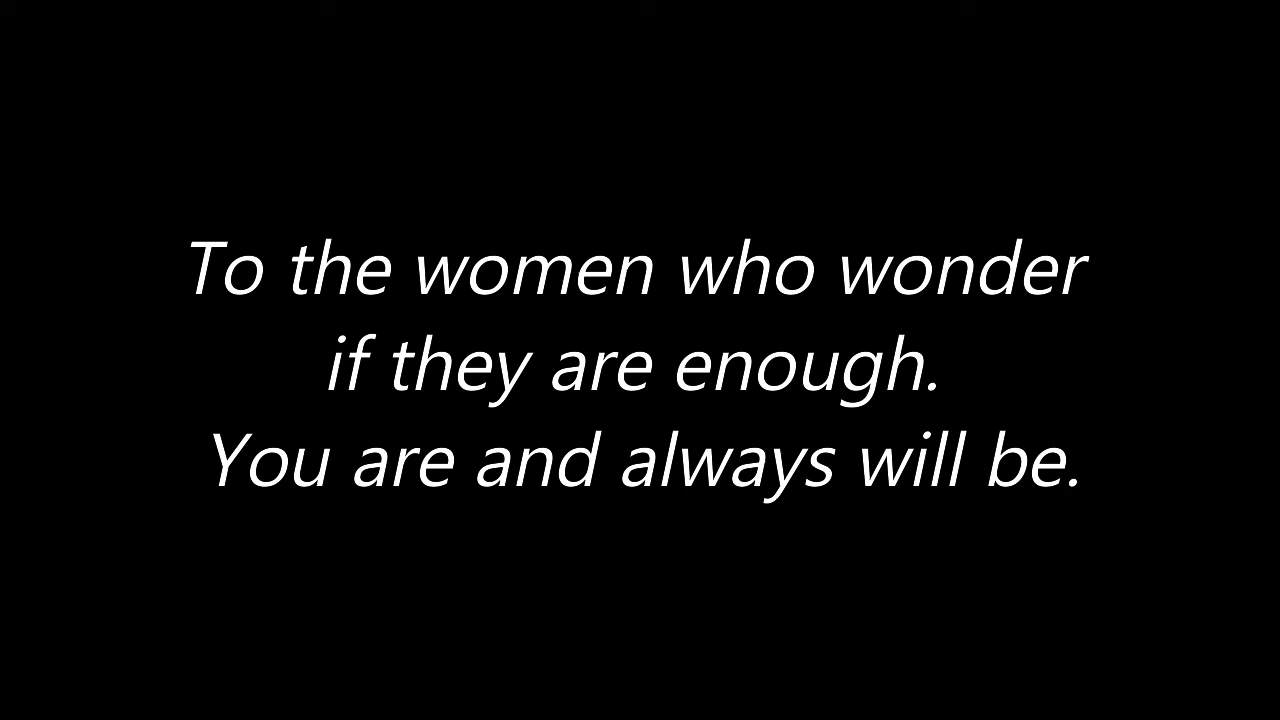 To the women who wonder
if they are enough.
You are and always will be.